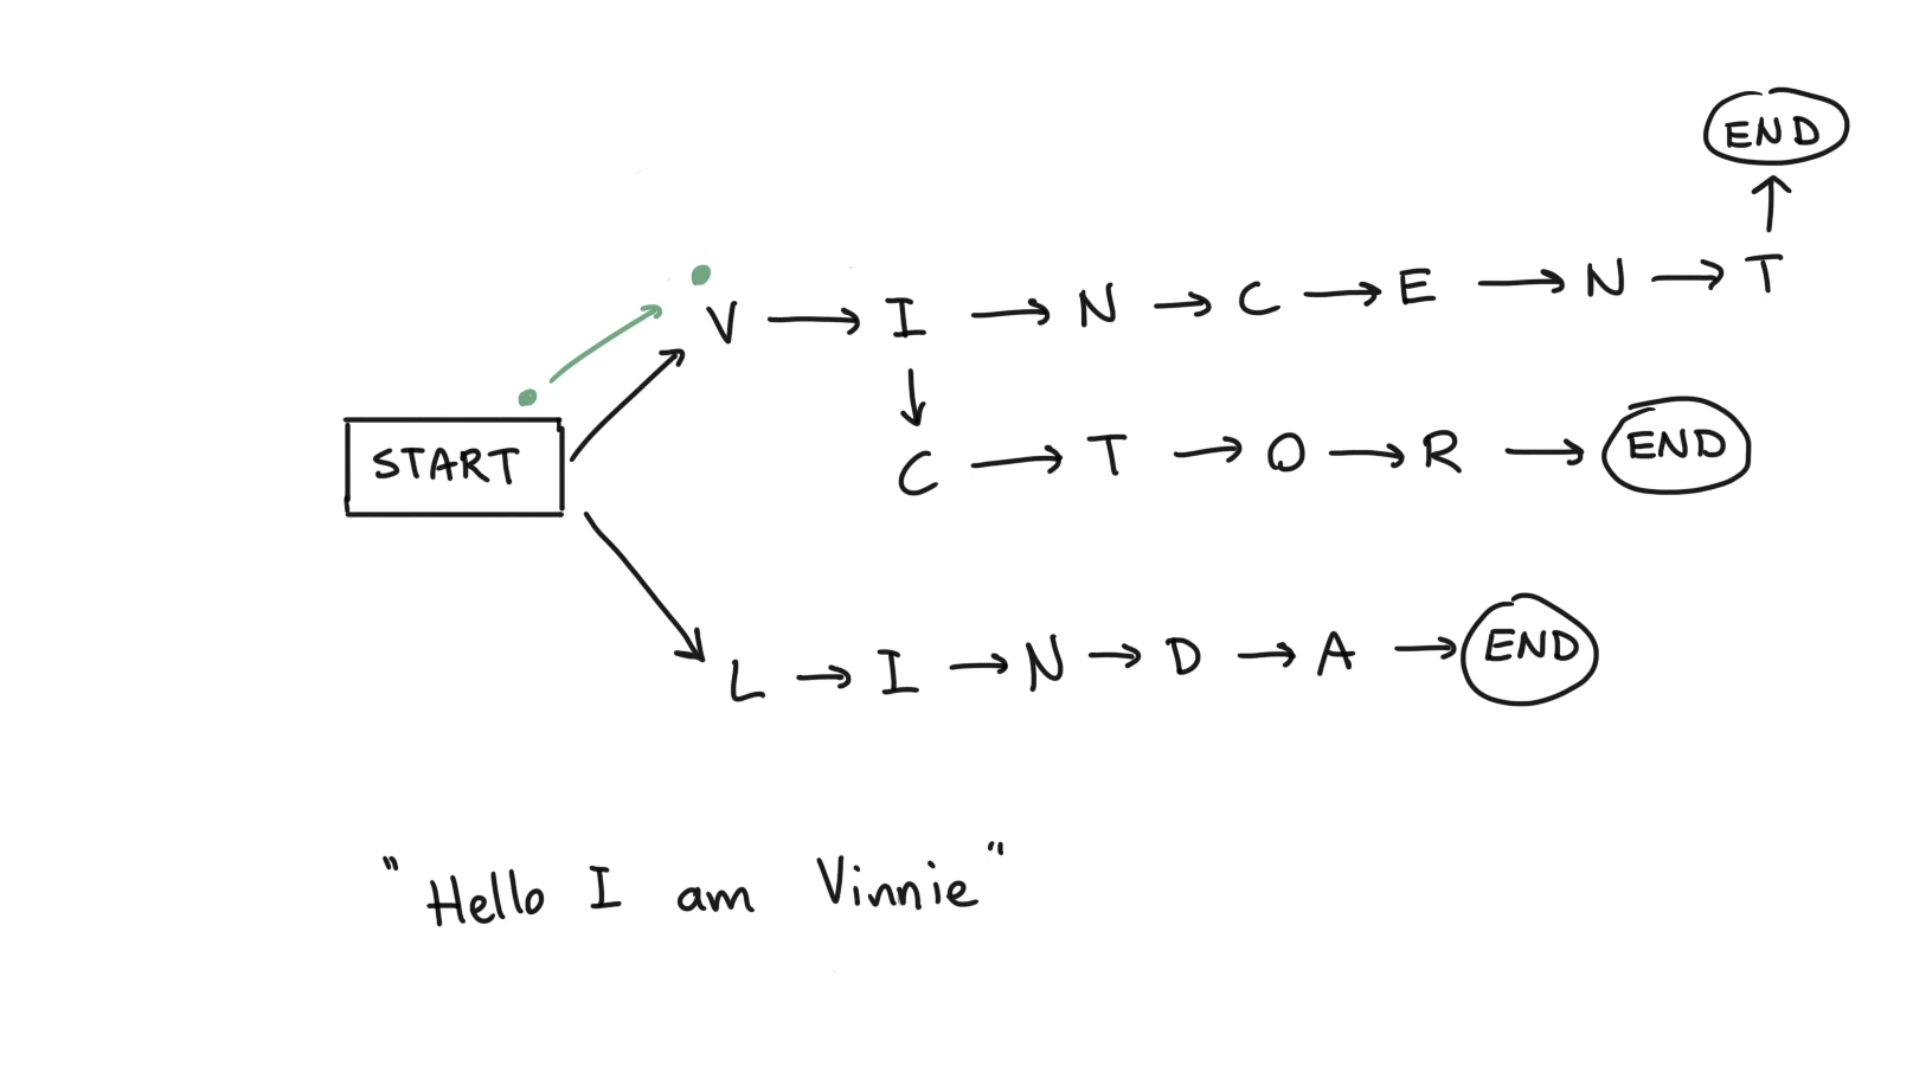 END
V → I → N → C → E → N → T
START
C → T → O → R → END
L → I → N → D → A → END
"Hello I am Vinnie"